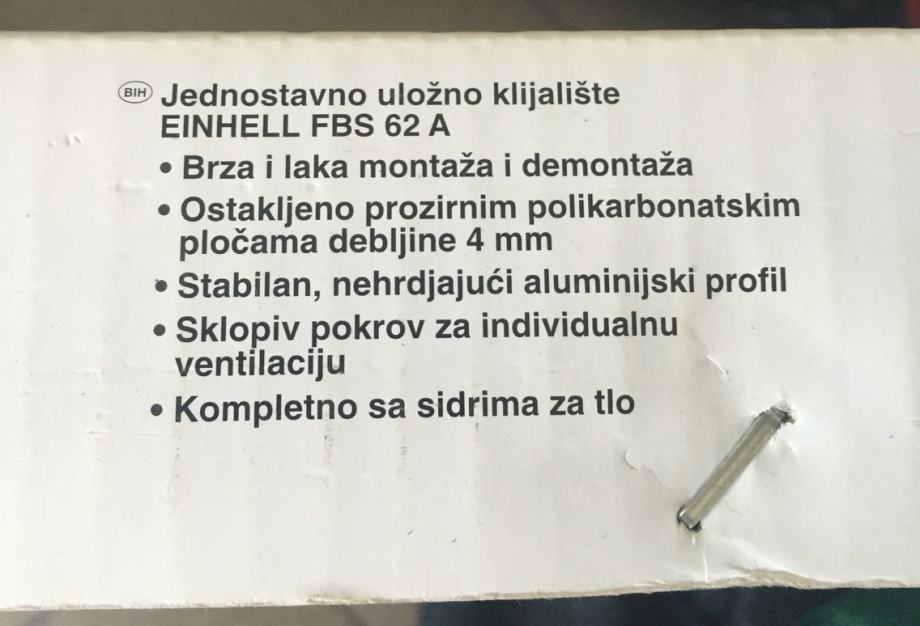 BIH Jednostavno uložno klijalište
EINHELL FBS 62 A
• Brza i laka montaža i demontaža
• Ostakljeno prozirnim polikarbonatskim
pločama debljine 4 mm
• Stabilan, nehrdjajući aluminijski profil
• Sklopiv pokrov za individualnu
ventilaciju
• Kompletno sa sidrima za tlo